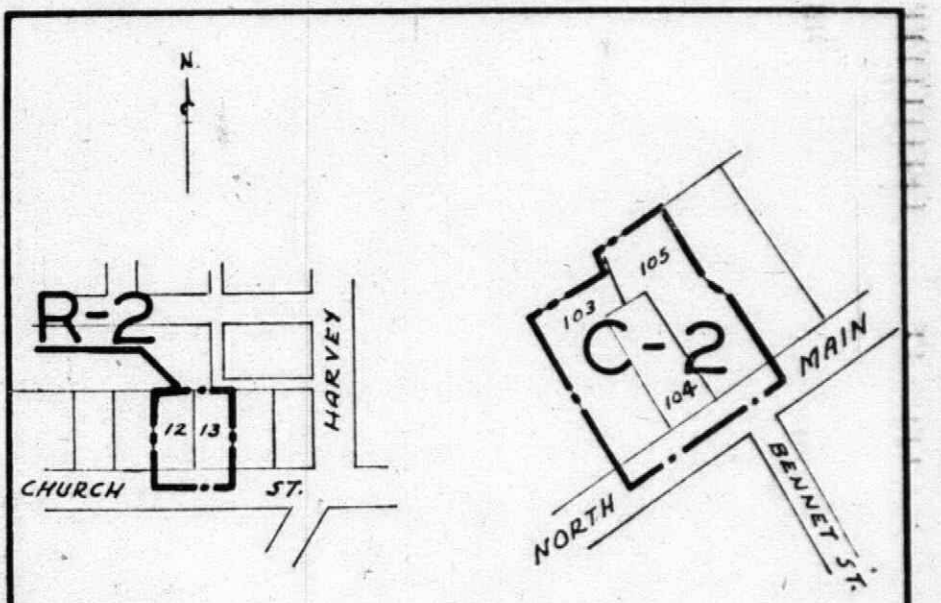 N.
R-2
HARVEY
12
13
CHURCH ST.
105
103
C-2
104
NORTH MAIN
BENNET ST.